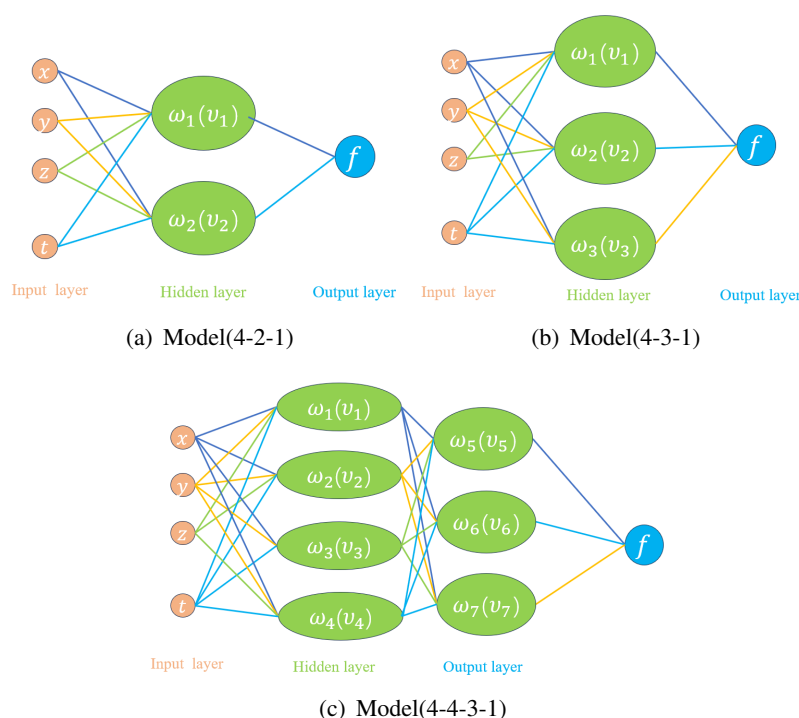 x
y
z
t
ω₁(υ₁)
ω₂(υ₂)
f
Input layer
Hidden layer
Output layer
(a) Model(4-2-1)
x
y
z
t
ω₁(υ₁)
ω₂(υ₂)
ω₃(υ₃)
f
Input layer
Hidden layer
Output layer
(b) Model(4-3-1)
x
y
z
t
ω₁(υ₁)
ω₂(υ₂)
ω₃(υ₃)
ω₄(υ₄)
ω₅(υ₅)
ω₆(υ₆)
ω₇(υ₇)
f
Input layer
Hidden layer
Output layer
(c) Model(4-4-3-1)